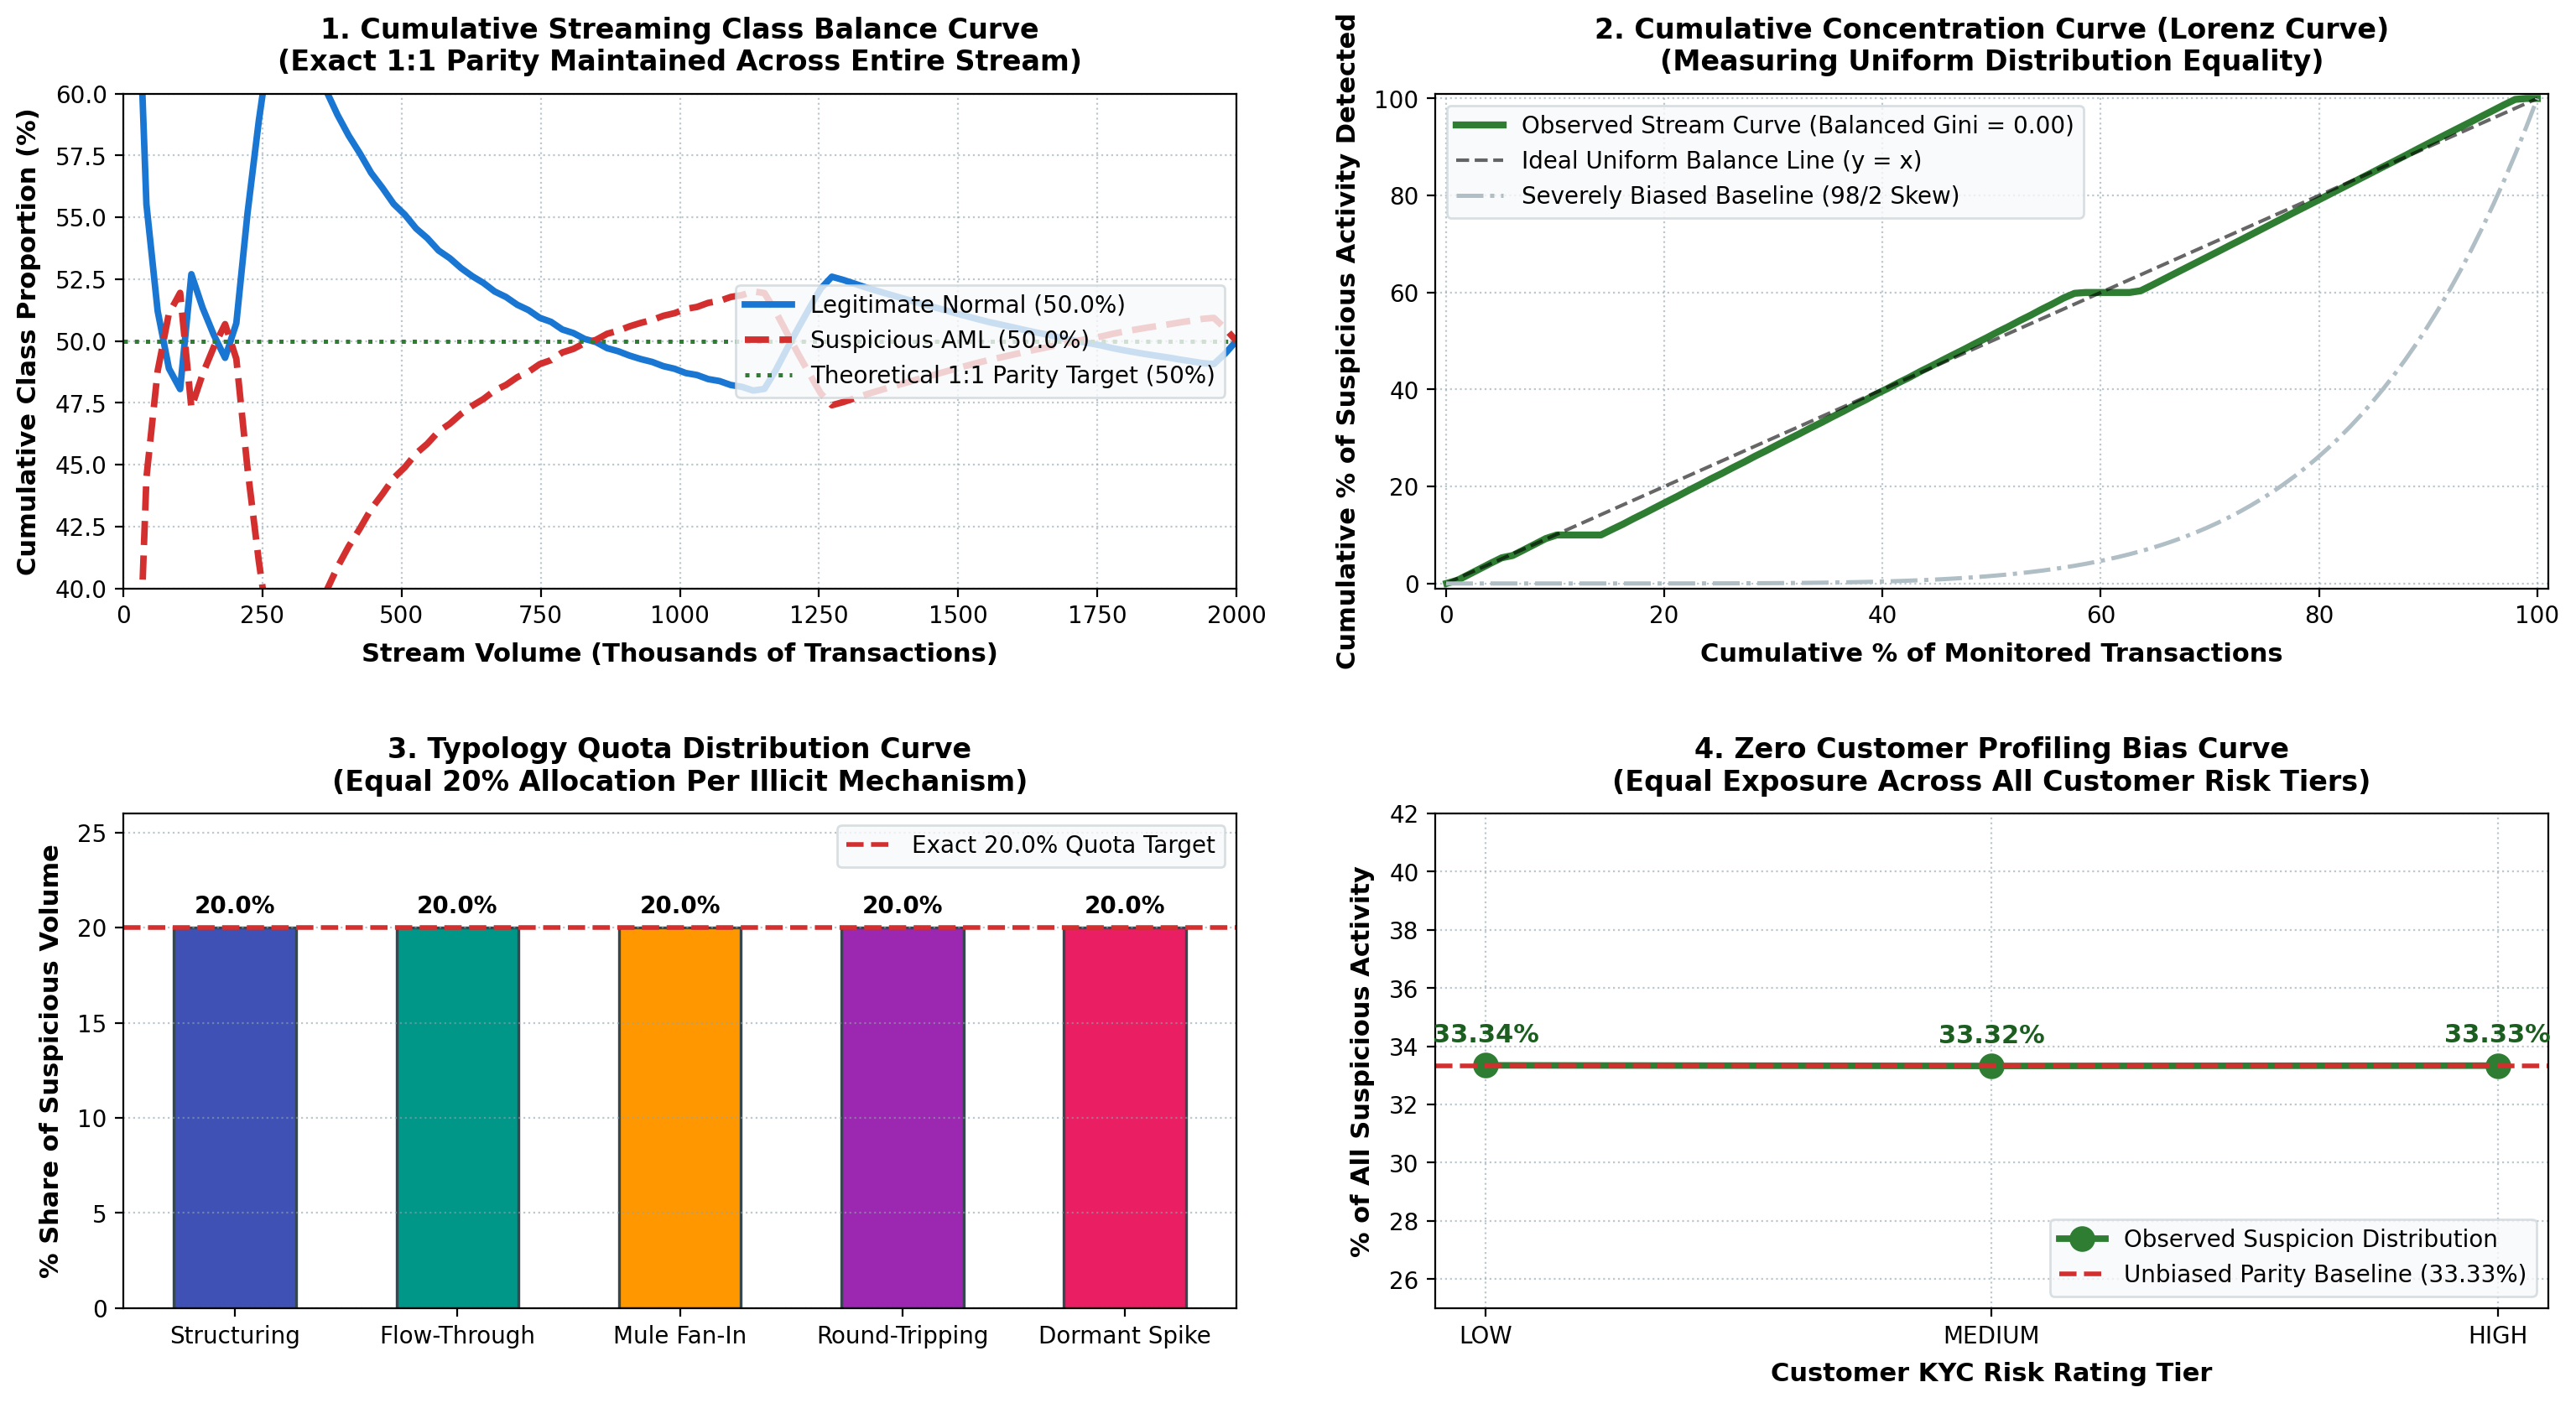 1. Cumulative Streaming Class Balance Curve
(Exact 1:1 Parity Maintained Across Entire Stream)
Cumulative Class Proportion (%)
60.0
57.5
55.0
52.5
50.0
47.5
45.0
42.5
40.0
Legitimate Normal (50.0%)
Suspicious AML (50.0%)
Theoretical 1:1 Parity Target (50%)
0 250 500 750 1000 1250 1500 1750 2000
Stream Volume (Thousands of Transactions)
2. Cumulative Concentration Curve (Lorenz Curve)
(Measuring Uniform Distribution Equality)
Cumulative % of Suspicious Activity Detected
100
80
60
40
20
0
Observed Stream Curve (Balanced Gini = 0.00)
Ideal Uniform Balance Line (y = x)
Severely Biased Baseline (98/2 Skew)
0 20 40 60 80 100
Cumulative % of Monitored Transactions
3. Typology Quota Distribution Curve
(Equal 20% Allocation Per Illicit Mechanism)
% Share of Suspicious Volume
25
20
15
10
5
0
Exact 20.0% Quota Target
20.0% 20.0% 20.0% 20.0% 20.0%
Structuring Flow-Through Mule Fan-In Round-Tripping Dormant Spike
4. Zero Customer Profiling Bias Curve
(Equal Exposure Across All Customer Risk Tiers)
% of All Suspicious Activity
42
40
38
36
34
32
30
28
26
33.34% 33.32% 33.33%
Observed Suspicion Distribution
Unbiased Parity Baseline (33.33%)
LOW MEDIUM HIGH
Customer KYC Risk Rating Tier